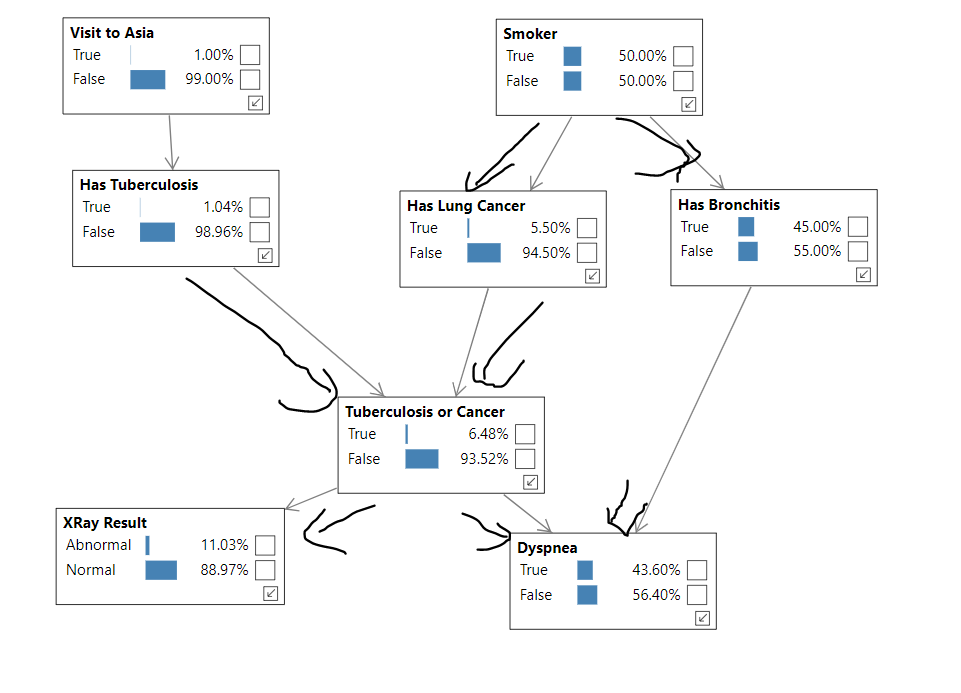 Visit to Asia
True 1.00%
False 99.00%
Smoker
True 50.00%
False 50.00%
Has Tuberculosis
True 1.04%
False 98.96%
Has Lung Cancer
True 5.50%
False 94.50%
Has Bronchitis
True 45.00%
False 55.00%
Tuberculosis or Cancer
True 6.48%
False 93.52%
XRay Result
Abnormal 11.03%
Normal 88.97%
Dyspnea
True 43.60%
False 56.40%